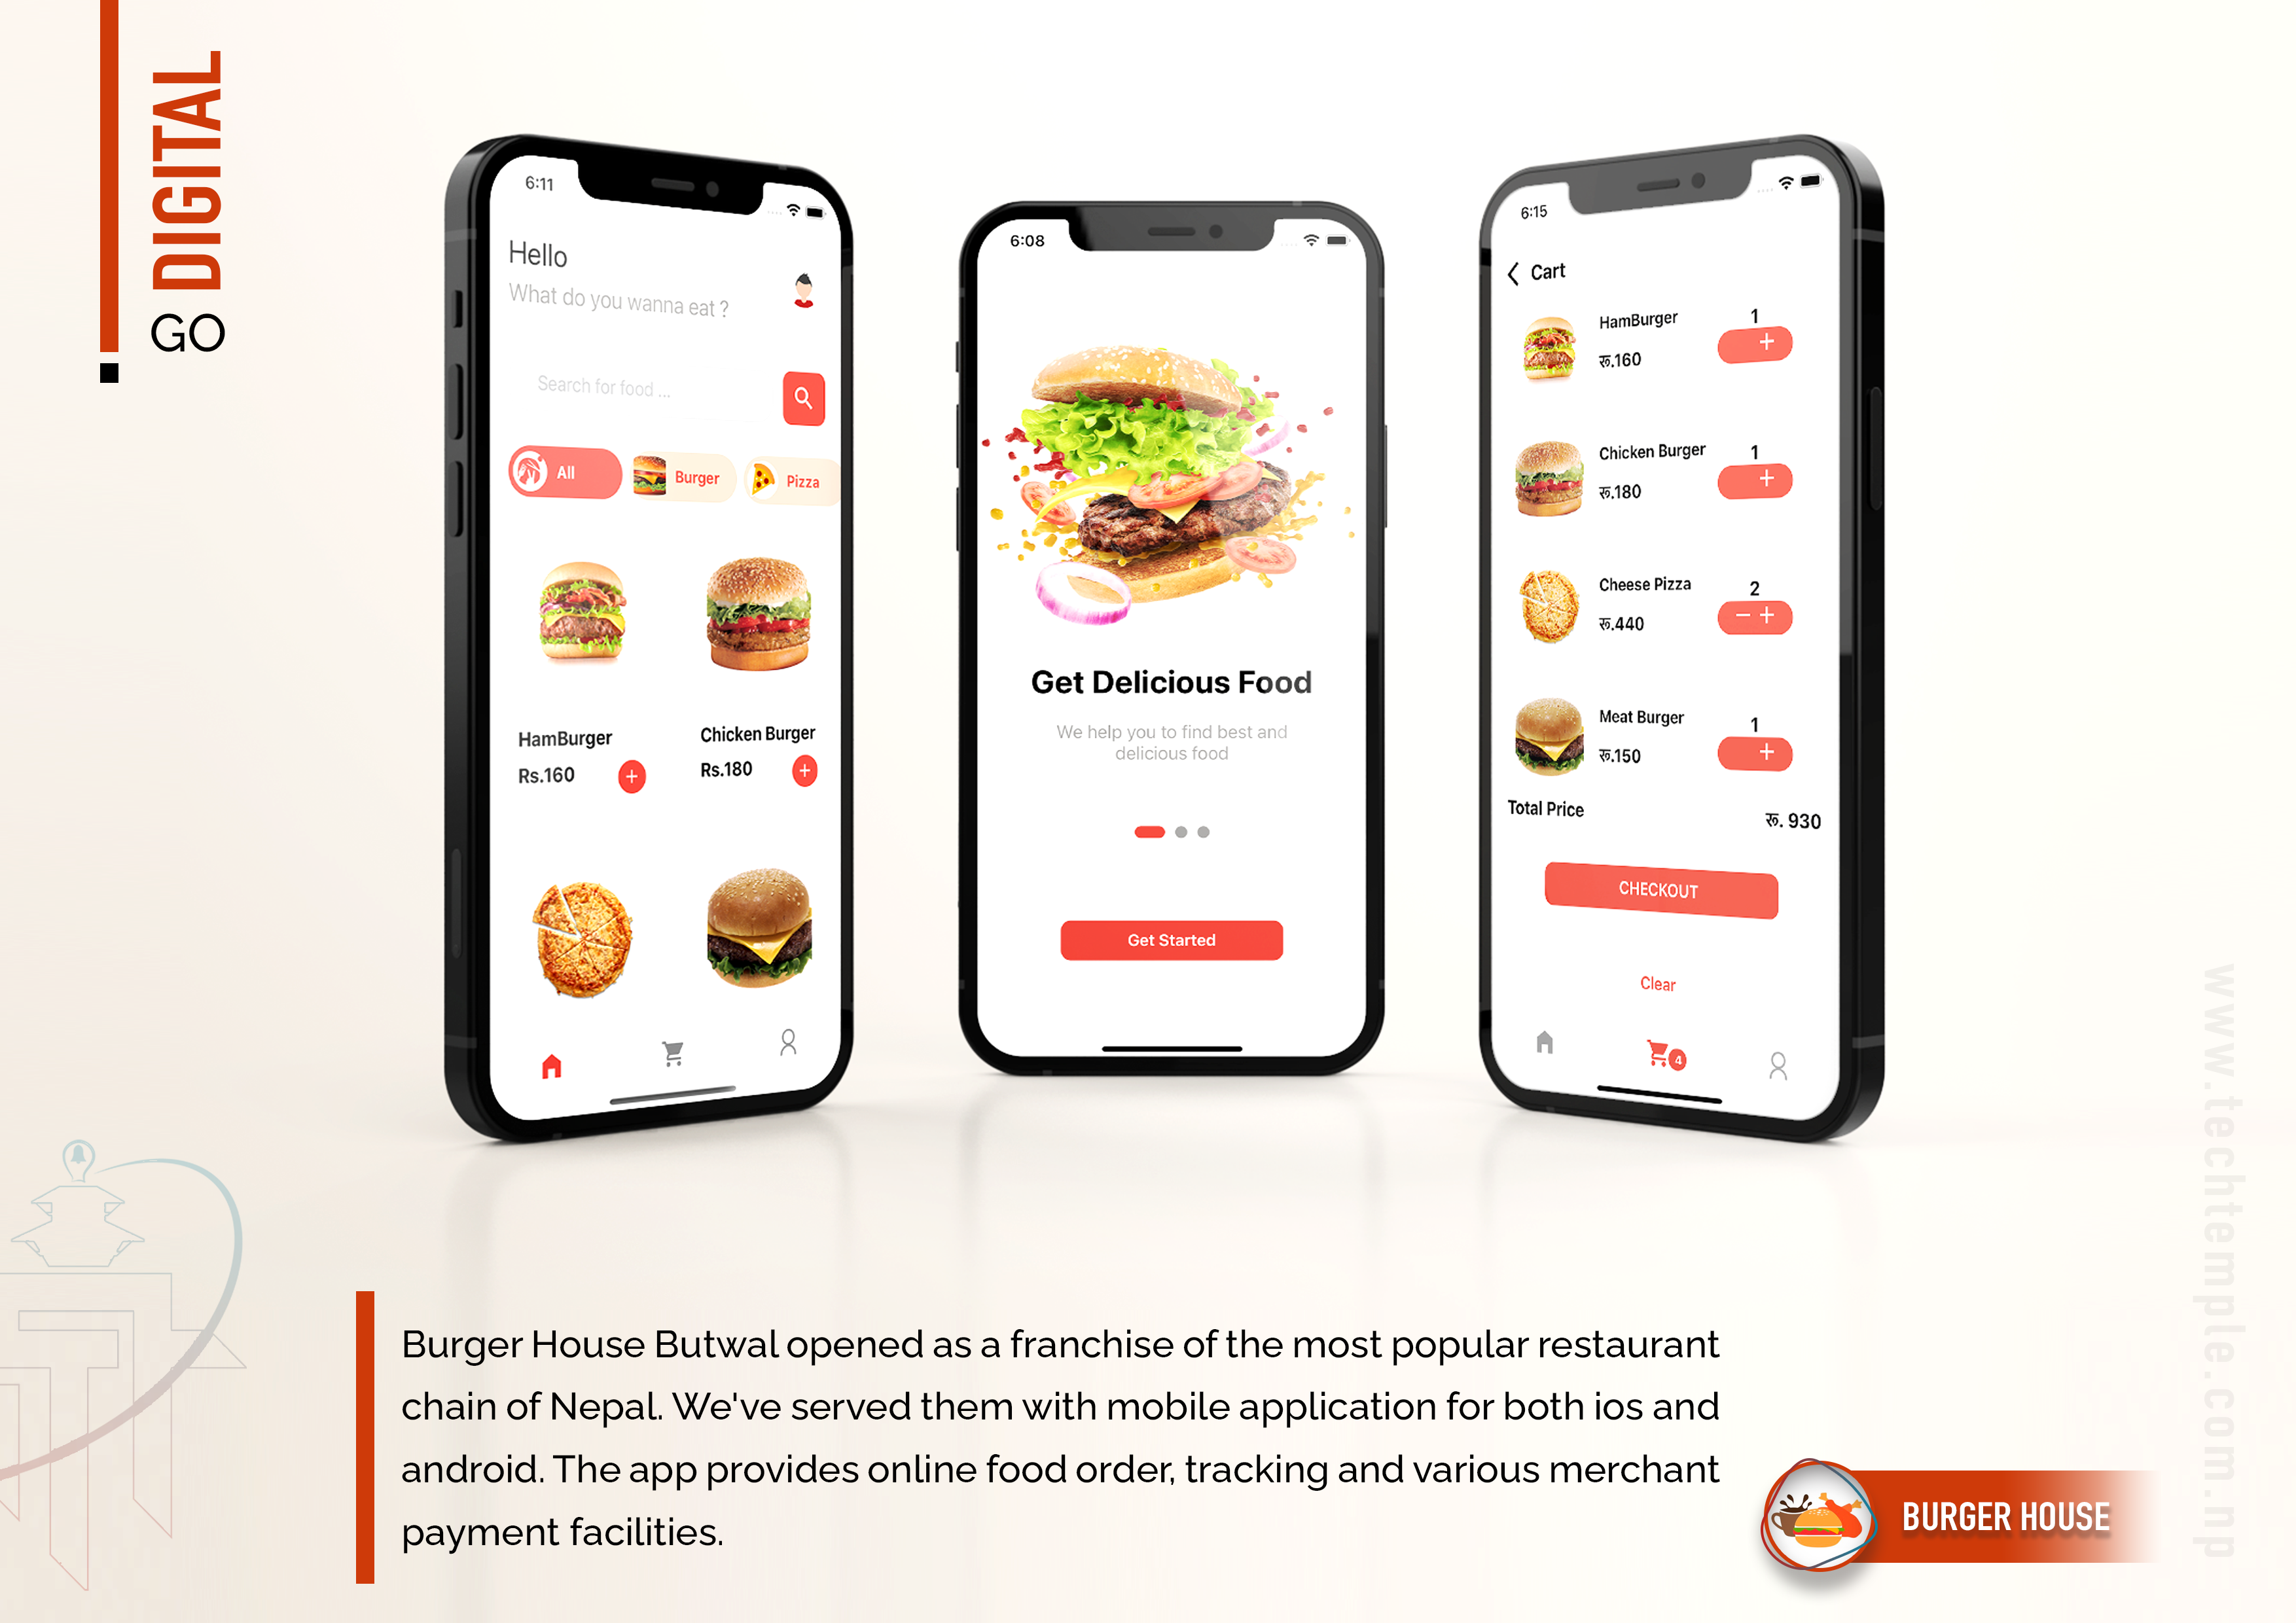 GO DIGITAL
6:11
Hello
What do you wanna eat ?
Search for food ...
All
Burger
Pizza
HamBurger
Rs.160
+
Chicken Burger
Rs.180
+
6:08
Get Delicious Food
We help you to find best and
delicious food
Get Started
6:15
Cart
HamBurger
1
रू.160
+
Chicken Burger
1
रू.180
+
Cheese Pizza
2
रू.440
− +
Meat Burger
1
रू.150
+
Total Price
रू. 930
CHECKOUT
Clear
4
Burger House Butwal opened as a franchise of the most popular restaurant
chain of Nepal. We've served them with mobile application for both ios and
android. The app provides online food order, tracking and various merchant
payment facilities.
BURGER HOUSE
www.techtemple.com.np